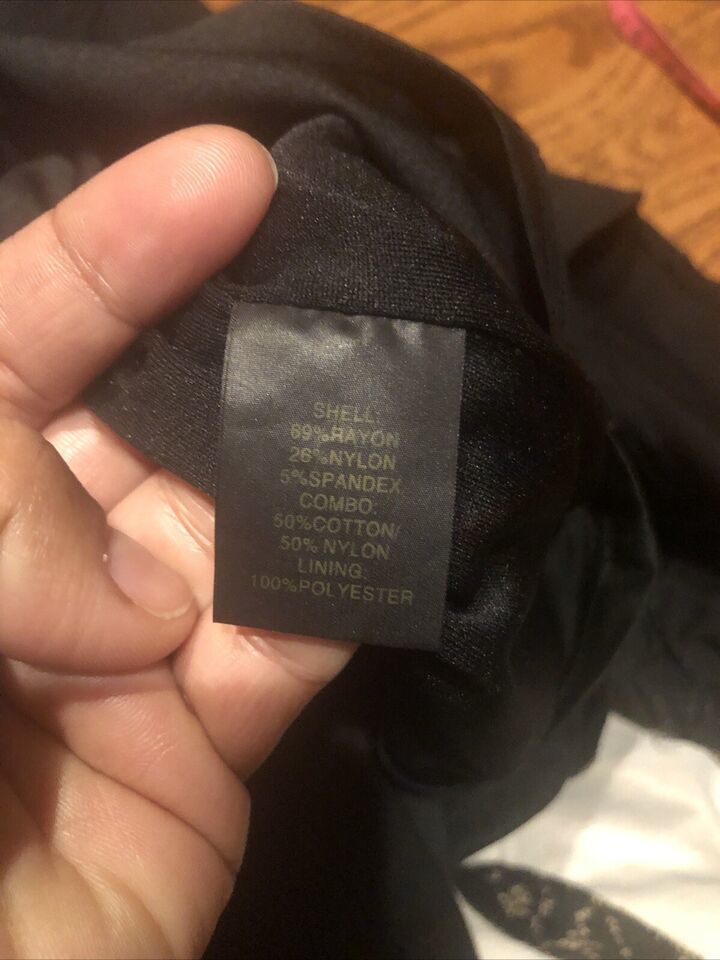 SHELL:
69%RAYON
26%NYLON
5%SPANDEX
COMBO:
50%COTTON/
50% NYLON
LINING:
100%POLYESTER